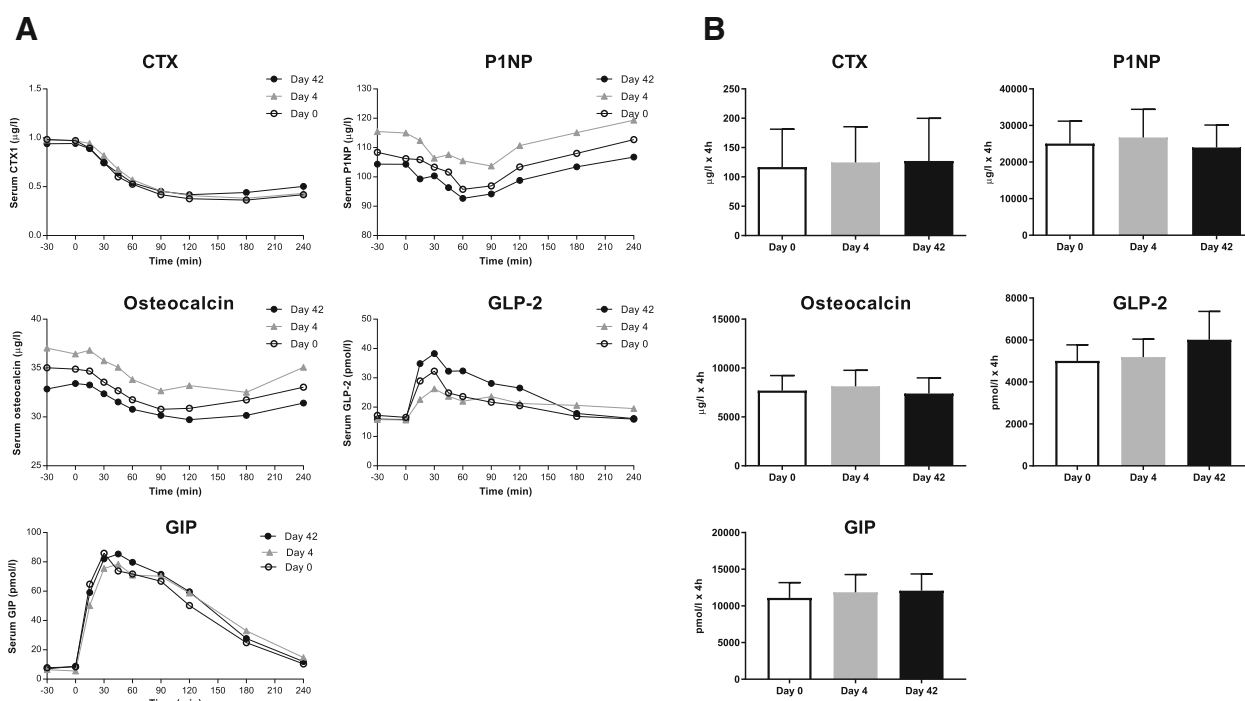 A
B
CTX
Day 42
Day 4
Day 0
Serum CTX1 (µg/l)
1.5
1.0
0.5
0.0
-30 0 30 60 90 120 150 180 210 240
Time (min)
P1NP
Day 42
Day 4
Day 0
Serum P1NP (µg/l)
130
120
110
100
90
80
-30 0 30 60 90 120 150 180 210 240
Time (min)
CTX
µg/l x 4h
250
200
150
100
50
0
Day 0 Day 4 Day 42
P1NP
µg/l x 4h
40000
30000
20000
10000
0
Day 0 Day 4 Day 42
Osteocalcin
Day 42
Day 4
Day 0
Serum osteocalcin (µg/l)
40
35
30
25
-30 0 30 60 90 120 150 180 210 240
Time (min)
GLP-2
Day 42
Day 4
Day 0
Serum GLP-2 (pmol/l)
50
40
30
20
10
0
-30 0 30 60 90 120 150 180 210 240
Time (min)
Osteocalcin
µg/l x 4h
15000
10000
5000
0
Day 0 Day 4 Day 42
GLP-2
pmol/l x 4h
8000
6000
4000
2000
0
Day 0 Day 4 Day 42
GIP
Day 42
Day 4
Day 0
Serum GIP (pmol/l)
100
80
60
40
20
0
-30 0 30 60 90 120 150 180 210 240
Time (min)
GIP
pmol/l x 4h
20000
15000
10000
5000
0
Day 0 Day 4 Day 42